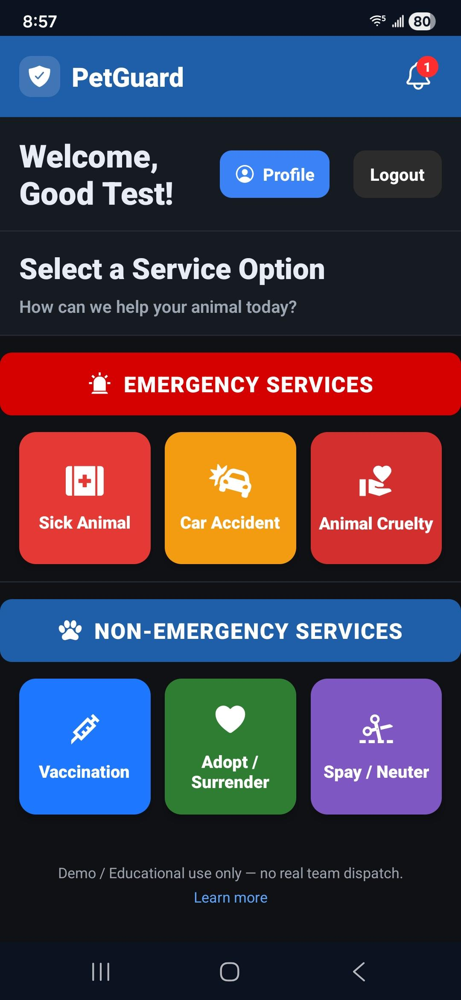 8:57
5
80
PetGuard
1
Welcome,
Good Test!
Profile
Logout
Select a Service Option
How can we help your animal today?
EMERGENCY SERVICES
Sick Animal
Car Accident
Animal Cruelty
NON-EMERGENCY SERVICES
Vaccination
Adopt /
Surrender
Spay / Neuter
Demo / Educational use only — no real team dispatch.
Learn more